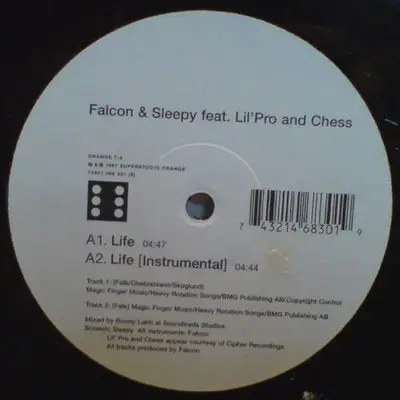 Falcon & Sleepy feat. Lil'Pro and Chess
ORANGE T-4
℗ & © 1997 SUPERSTUDIO ORANGE
7 43214 68301 9
A1. Life 04:47
A2. Life [Instrumental] 04:44
Track 1: [Falk/Ghebrehiwet/Skoglund]
Magic Finger Music/Heavy Rotation Songs/BMG Publishing AB/Copyright Control
Track 2: [Falk] Magic Finger Music/Heavy Rotation Songs/BMG Publishing AB
Mixed by Ronny Lahti at Soundtrade Studios.
Scratch: Sleepy All instruments: Falcon
Lil' Pro and Chess appear courtesy of Cipher Recordings
All tracks produced by Falcon